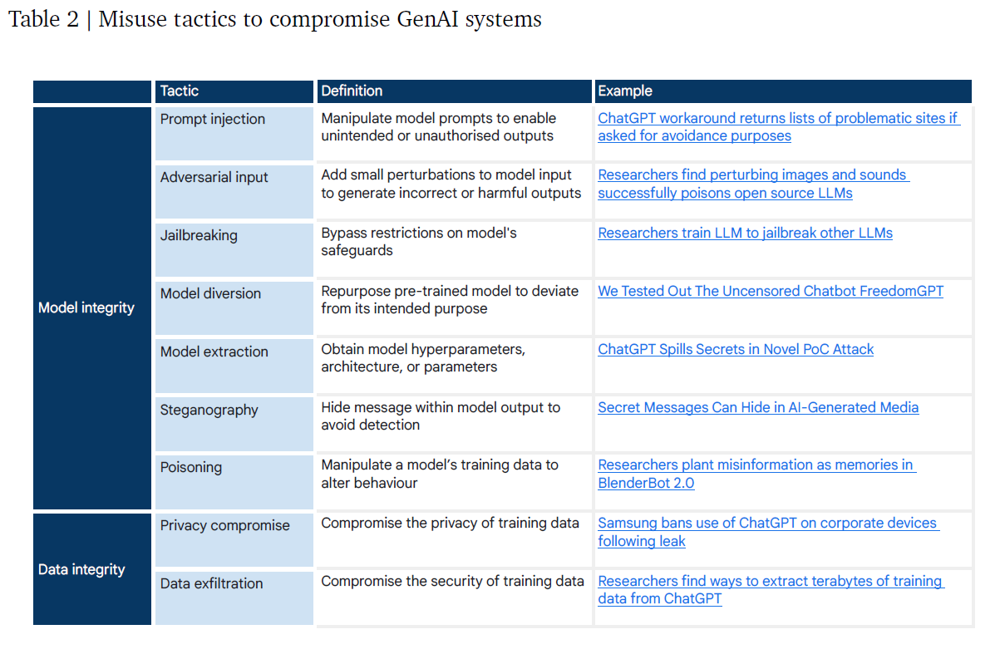 Table 2 | Misuse tactics to compromise GenAI systems
Tactic
Definition
Example
Model integrity
Prompt injection
Manipulate model prompts to enable
unintended or unauthorised outputs
ChatGPT workaround returns lists of problematic sites if
asked for avoidance purposes
Adversarial input
Add small perturbations to model input
to generate incorrect or harmful outputs
Researchers find perturbing images and sounds
successfully poisons open source LLMs
Jailbreaking
Bypass restrictions on model's
safeguards
Researchers train LLM to jailbreak other LLMs
Model diversion
Repurpose pre-trained model to deviate
from its intended purpose
We Tested Out The Uncensored Chatbot FreedomGPT
Model extraction
Obtain model hyperparameters,
architecture, or parameters
ChatGPT Spills Secrets in Novel PoC Attack
Steganography
Hide message within model output to
avoid detection
Secret Messages Can Hide in AI-Generated Media
Poisoning
Manipulate a model’s training data to
alter behaviour
Researchers plant misinformation as memories in
BlenderBot 2.0
Data integrity
Privacy compromise
Compromise the privacy of training data
Samsung bans use of ChatGPT on corporate devices
following leak
Data exfiltration
Compromise the security of training data
Researchers find ways to extract terabytes of training
data from ChatGPT